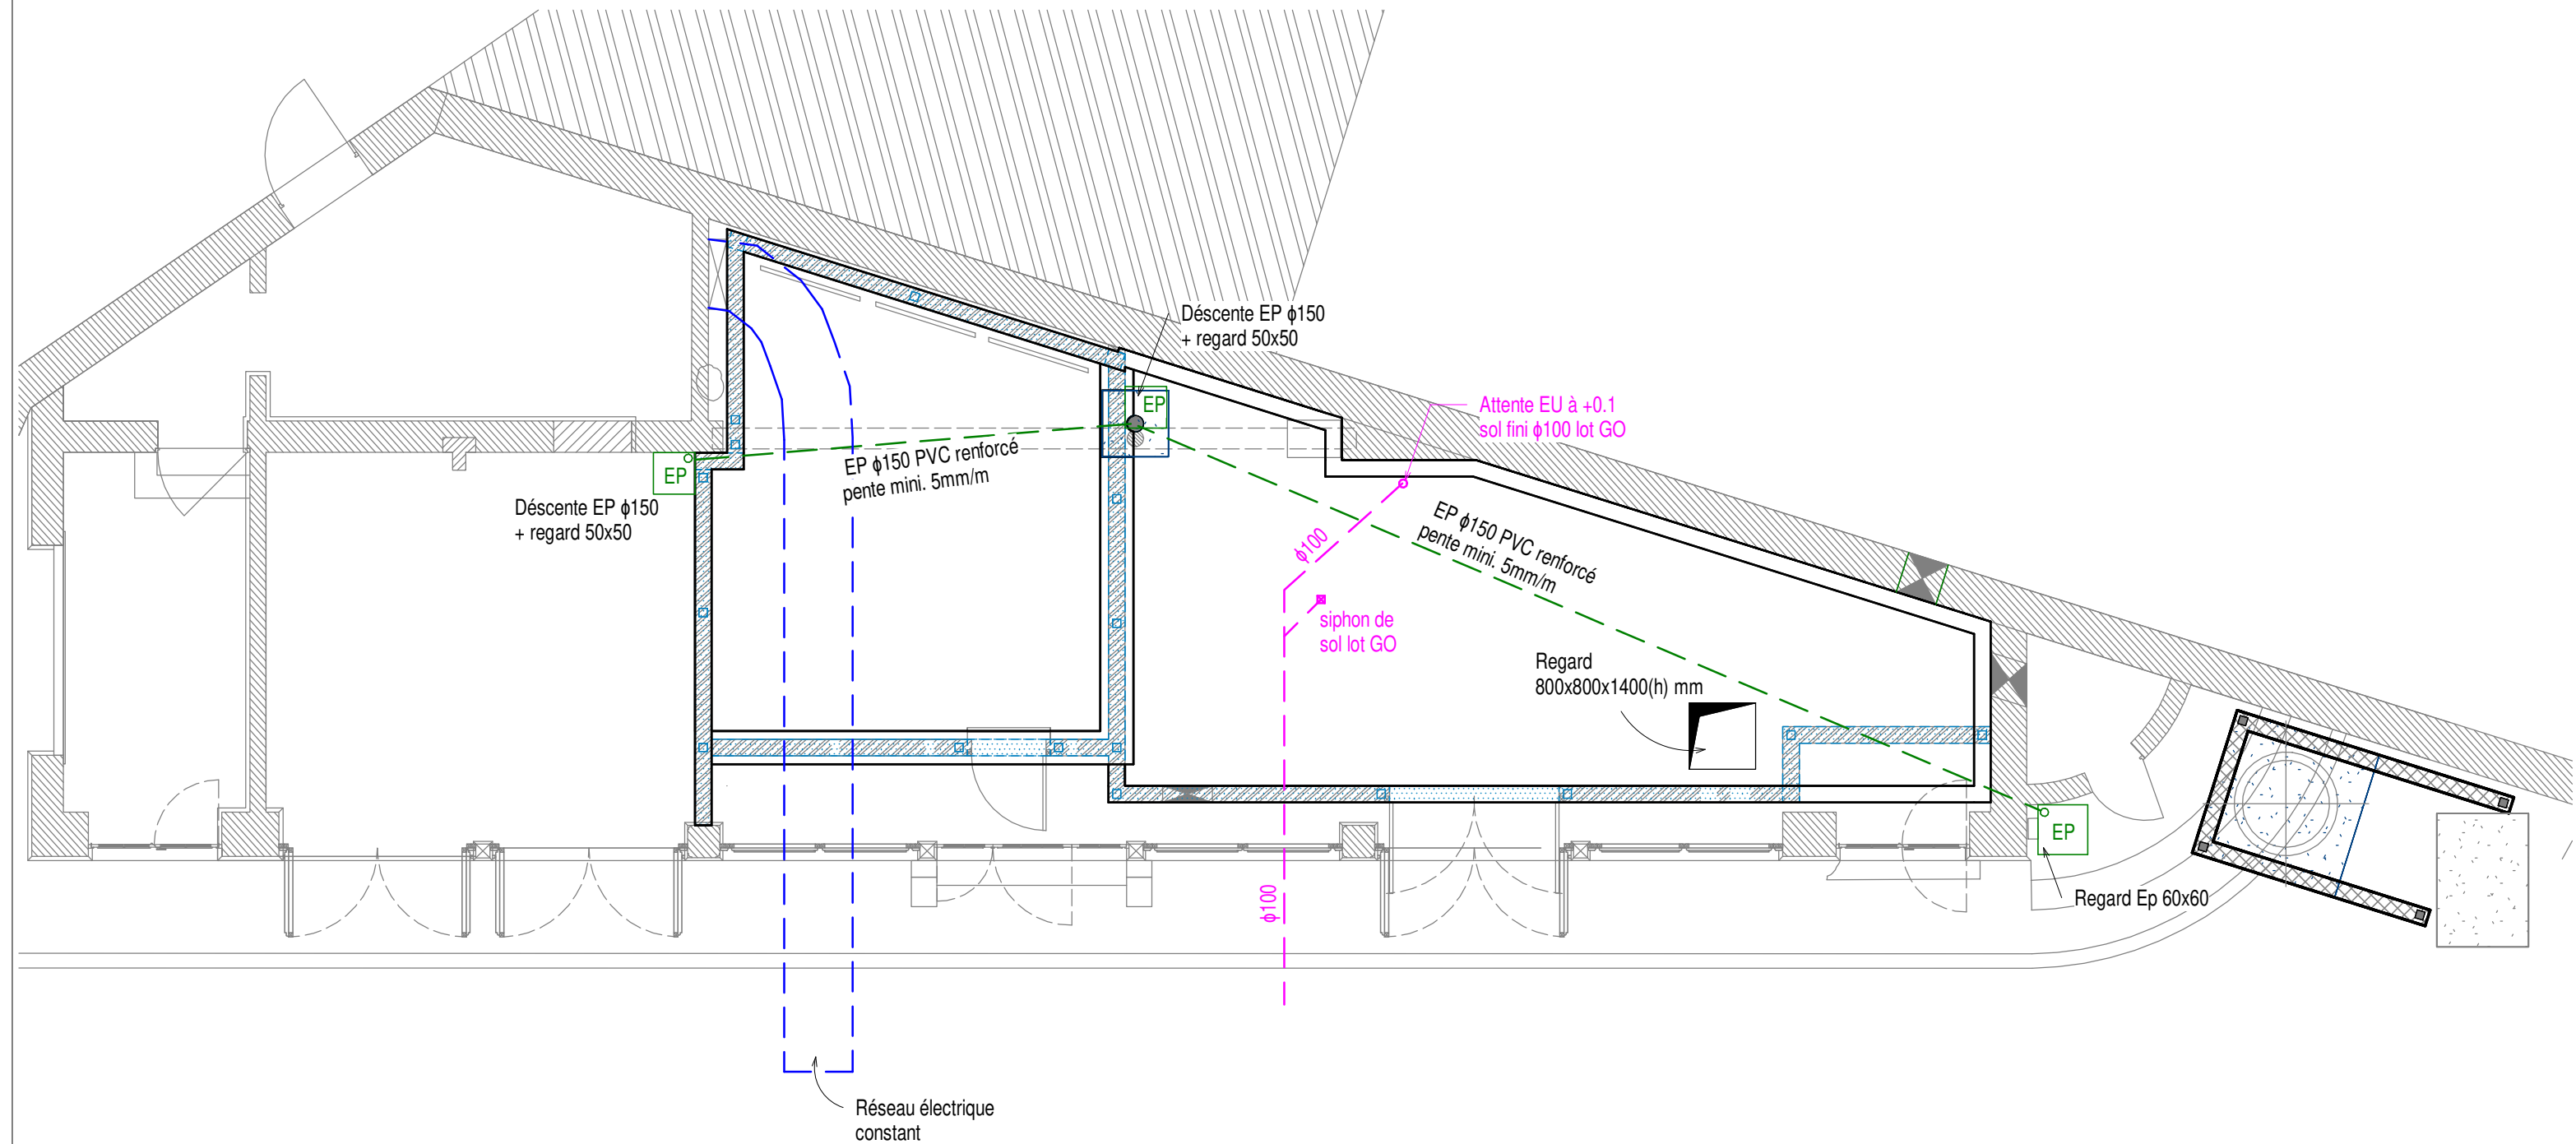 Déscente EP ϕ150
+ regard 50x50
EP
Attente EU à +0.1
sol fini ϕ100 lot GO
EP ϕ150 PVC renforcé
pente mini. 5mm/m
EP
Déscente EP ϕ150
+ regard 50x50
ϕ100
EP ϕ150 PVC renforcé
pente mini. 5mm/m
siphon de
sol lot GO
Regard
800x800x1400(h) mm
EP
ϕ100
Regard Ep 60x60
Réseau électrique
constant